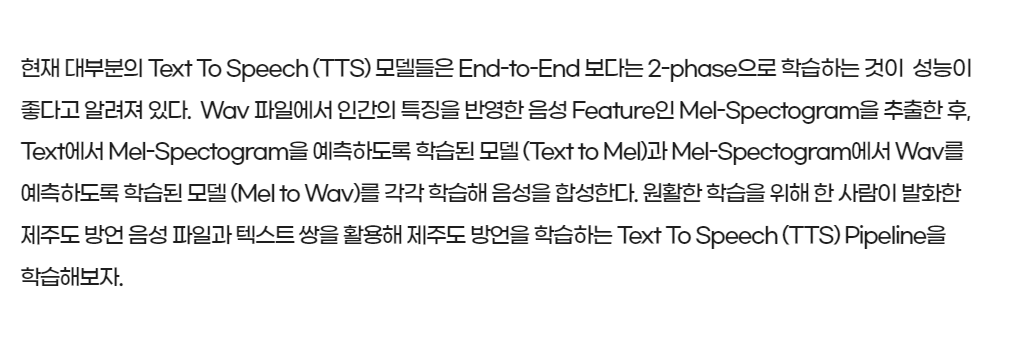 현재 대부분의 Text To Speech (TTS) 모델들은 End-to-End 보다는 2-phase으로 학습하는 것이 성능이
좋다고 알려져 있다. Wav 파일에서 인간의 특징을 반영한 음성 Feature인 Mel-Spectogram을 추출한 후,
Text에서 Mel-Spectogram을 예측하도록 학습된 모델 (Text to Mel)과 Mel-Spectogram에서 Wav를
예측하도록 학습된 모델 (Mel to Wav)를 각각 학습해 음성을 합성한다. 원활한 학습을 위해 한 사람이 발화한
제주도 방언 음성 파일과 텍스트 쌍을 활용해 제주도 방언을 학습하는 Text To Speech (TTS) Pipeline을
학습해보자.